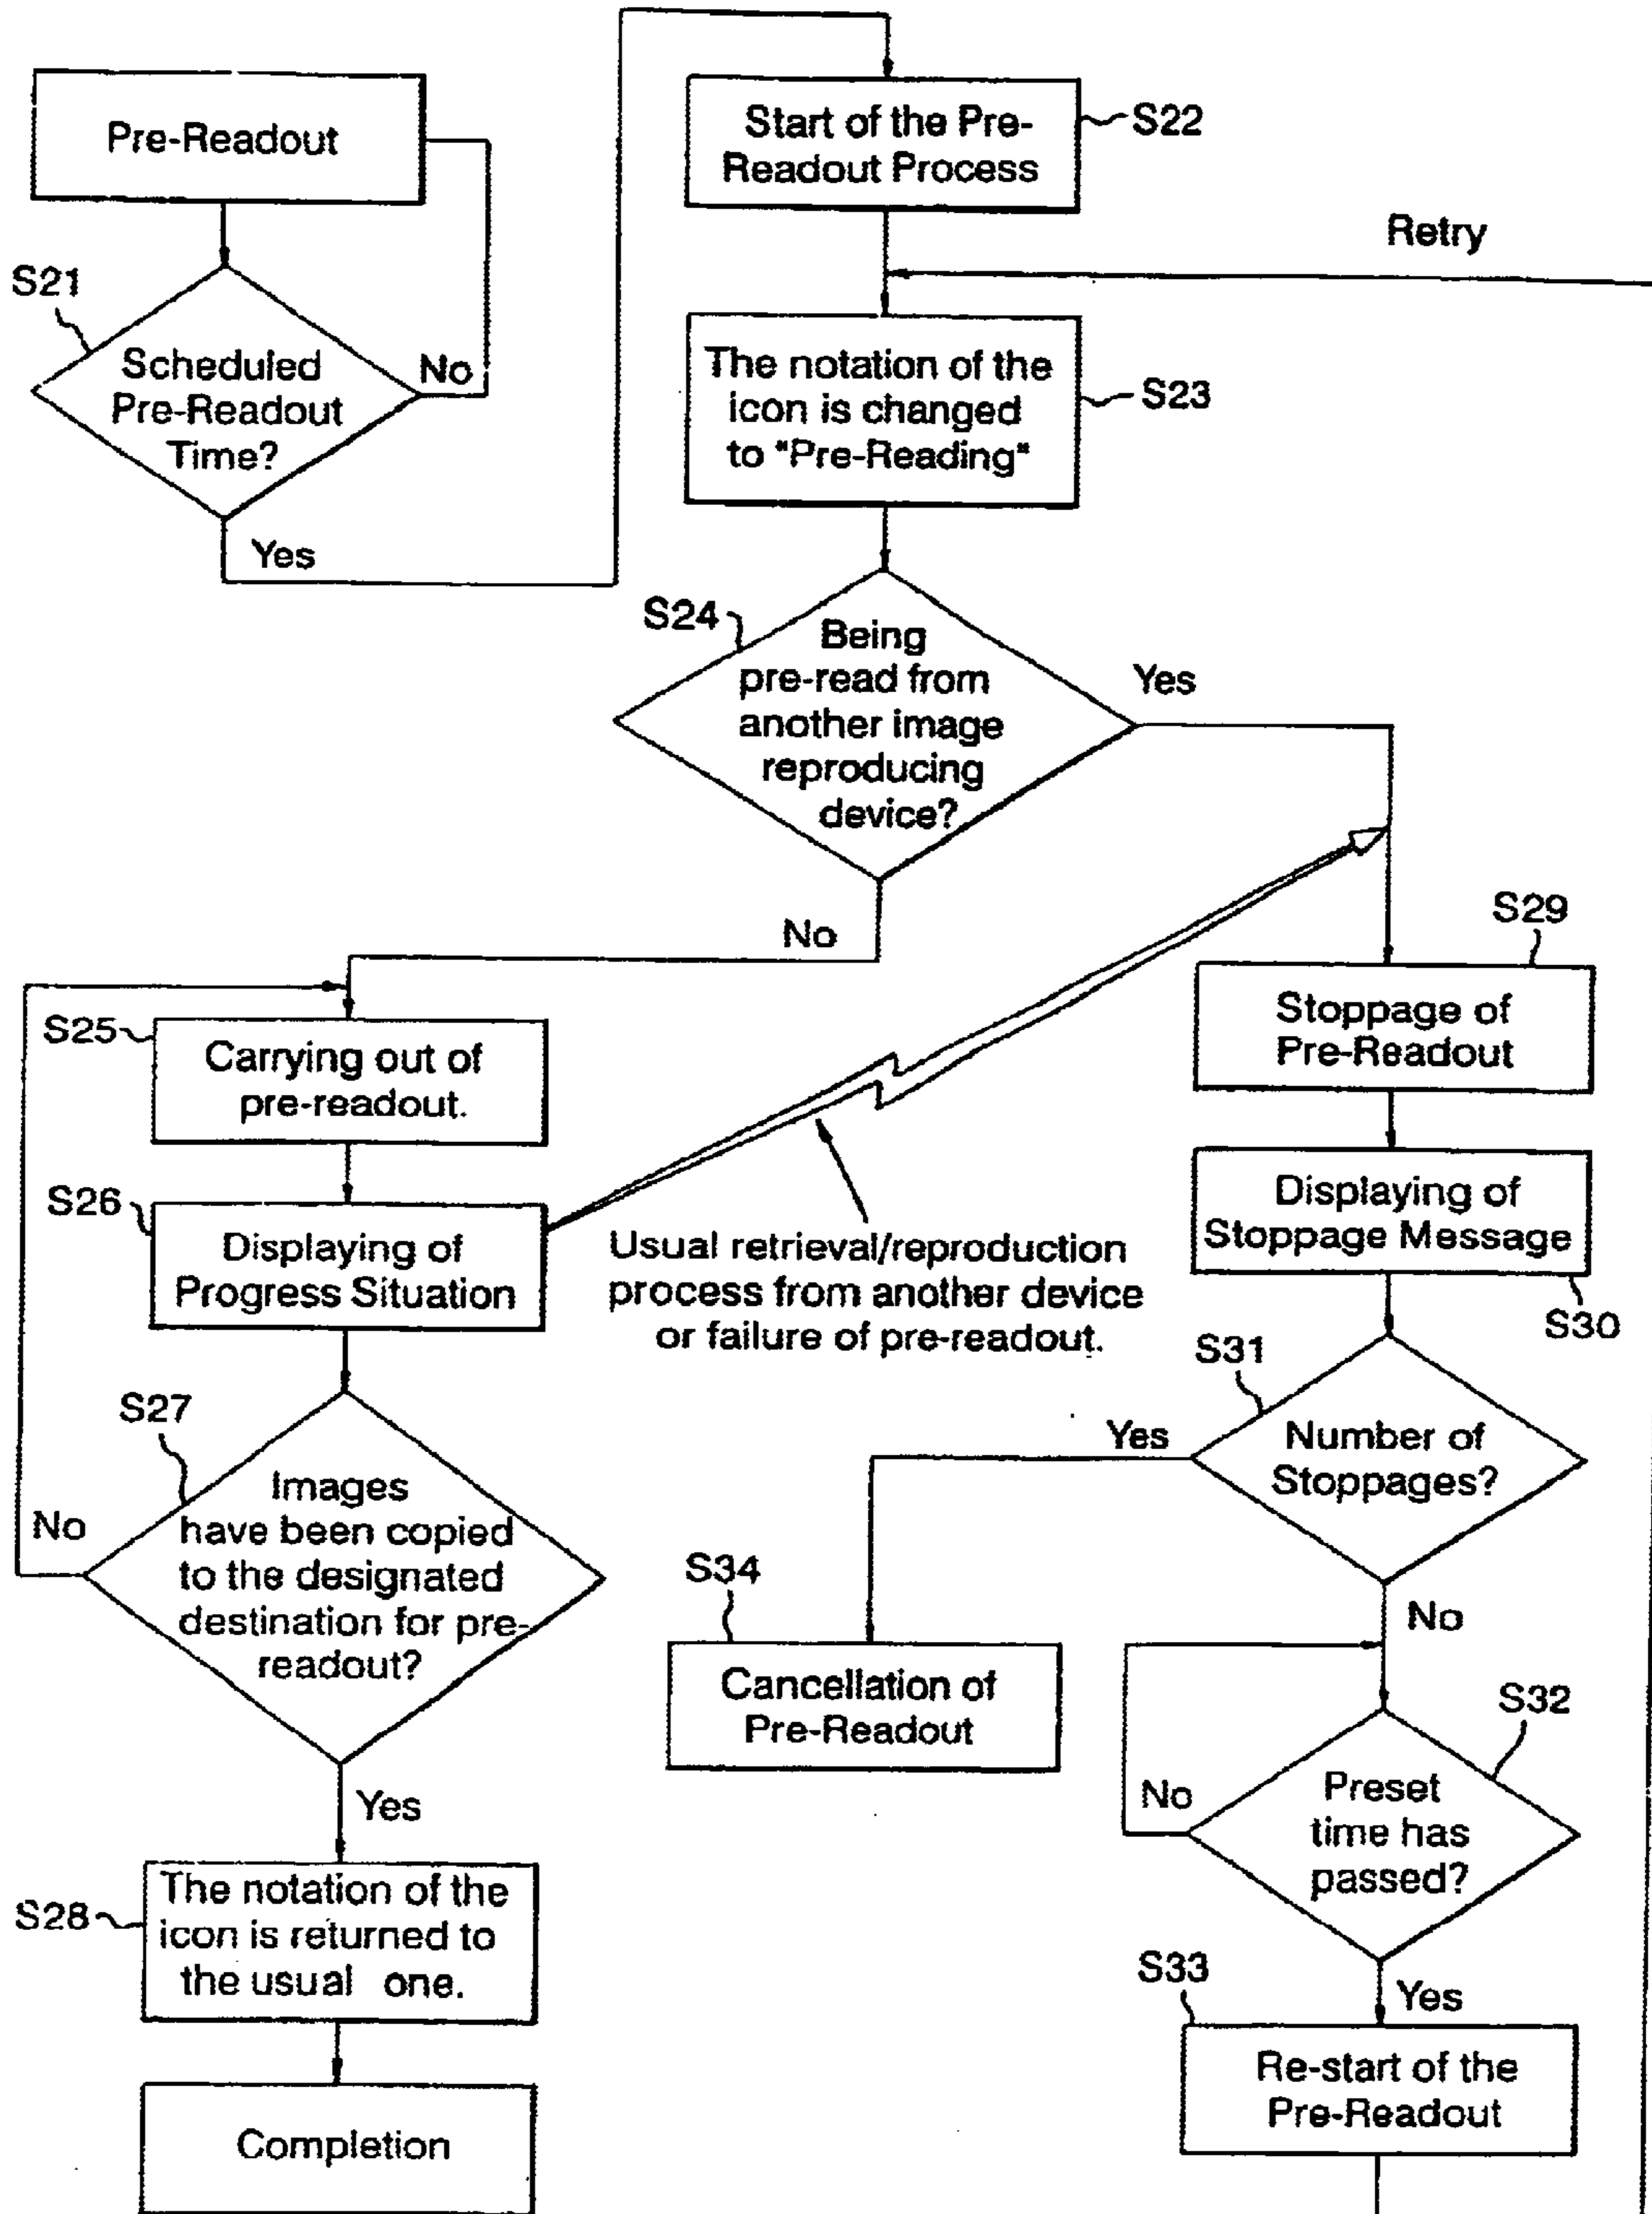 Pre-Readout
S21
Scheduled
Pre-Readout
Time?
No
Yes
Start of the Pre-
Readout Process
S22
Retry
The notation of the
icon is changed
to "Pre-Reading"
S23
S24
Being
pre-read from
another image
reproducing
device?
Yes
No
S25
Carrying out of
pre-readout.
S26
Displaying of
Progress Situation
Usual retrieval/reproduction
process from another device
or failure of pre-readout.
S27
Images
have been copied
to the designated
destination for pre-
readout?
No
Yes
S28
The notation of the
icon is returned to
the usual one.
Completion
S29
Stoppage of
Pre-Readout
Displaying of
Stoppage Message
S30
S31
Number of
Stoppages?
Yes
No
S34
Cancellation of
Pre-Readout
S32
Preset
time has
passed?
No
Yes
S33
Re-start of the
Pre-Readout